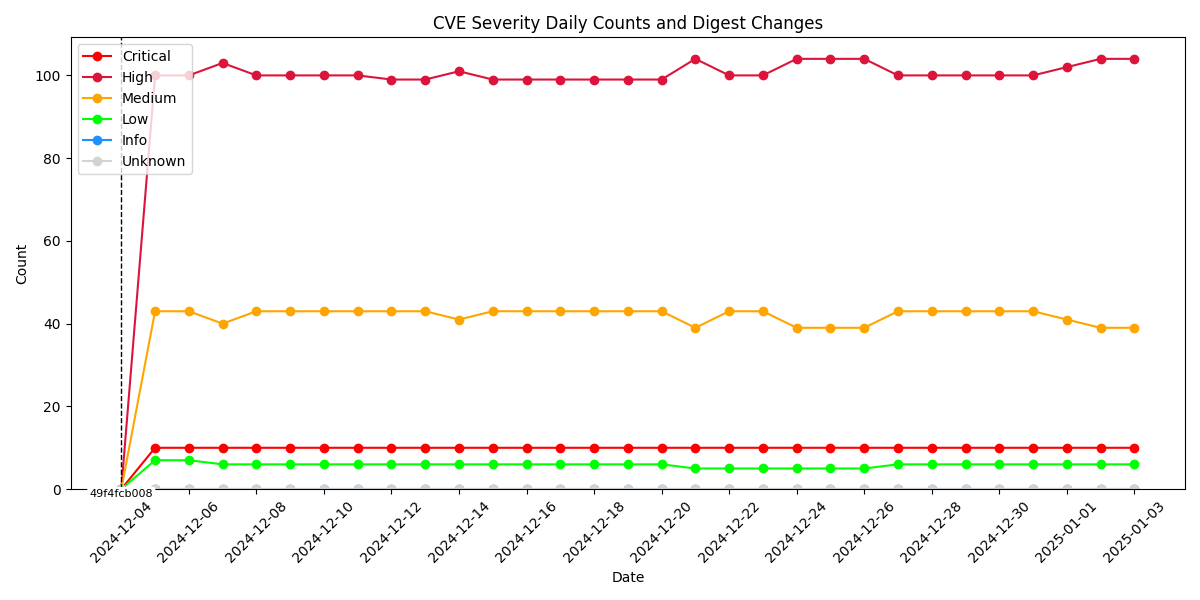 CVE Severity Daily Counts and Digest Changes
Critical
High
Medium
Low
Info
Unknown
Count
100
80
60
40
20
0
49f4fcb008
2024-12-04
2024-12-06
2024-12-08
2024-12-10
2024-12-12
2024-12-14
2024-12-16
2024-12-18
2024-12-20
2024-12-22
2024-12-24
2024-12-26
2024-12-28
2024-12-30
2025-01-01
2025-01-03
Date